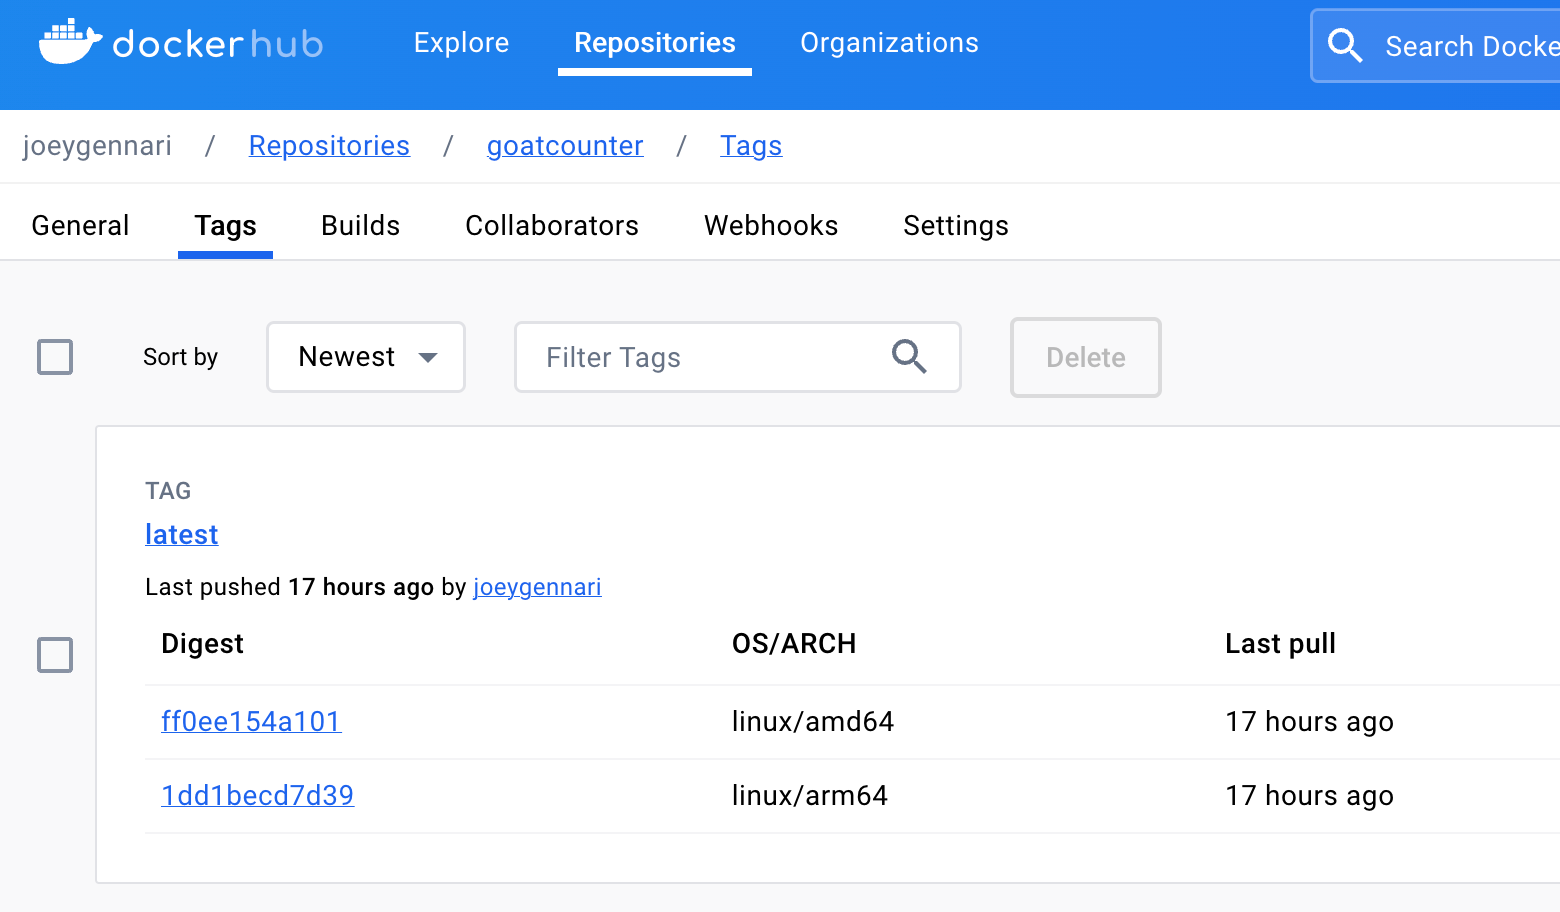 docker hub Explore Repositories Organizations Search Docke
joeygennari / Repositories / goatcounter / Tags
General Tags Builds Collaborators Webhooks Settings
Sort by Newest Filter Tags Delete
TAG
latest
Last pushed 17 hours ago by joeygennari
Digest OS/ARCH Last pull
ff0ee154a101 linux/amd64 17 hours ago
1dd1becd7d39 linux/arm64 17 hours ago